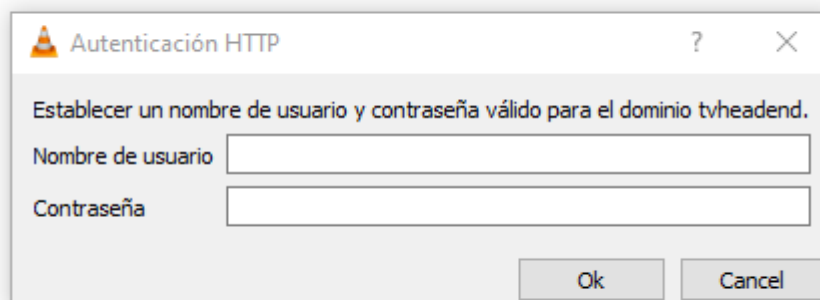 Autenticación HTTP
Establecer un nombre de usuario y contraseña válido para el dominio tvheadend.
Nombre de usuario
Contraseña
Ok Cancel